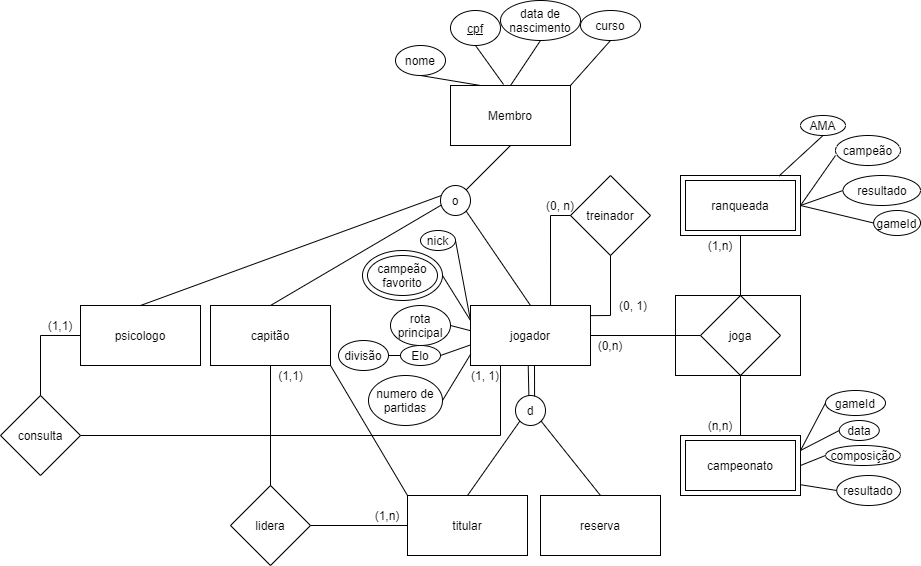 cpf
data de
nascimento
curso
nome
Membro
AMA
campeão
ranqueada
resultado
gameId
o
(0, n)
treinador
nick
(1,n)
campeão
favorito
(0, 1)
(1,1)
psicologo
capitão
rota
principal
jogador
joga
(0,n)
divisão
Elo
(1,1)
(1, 1)
numero de
partidas
d
gameId
(n,n)
data
consulta
composição
campeonato
resultado
(1,n)
lidera
titular
reserva